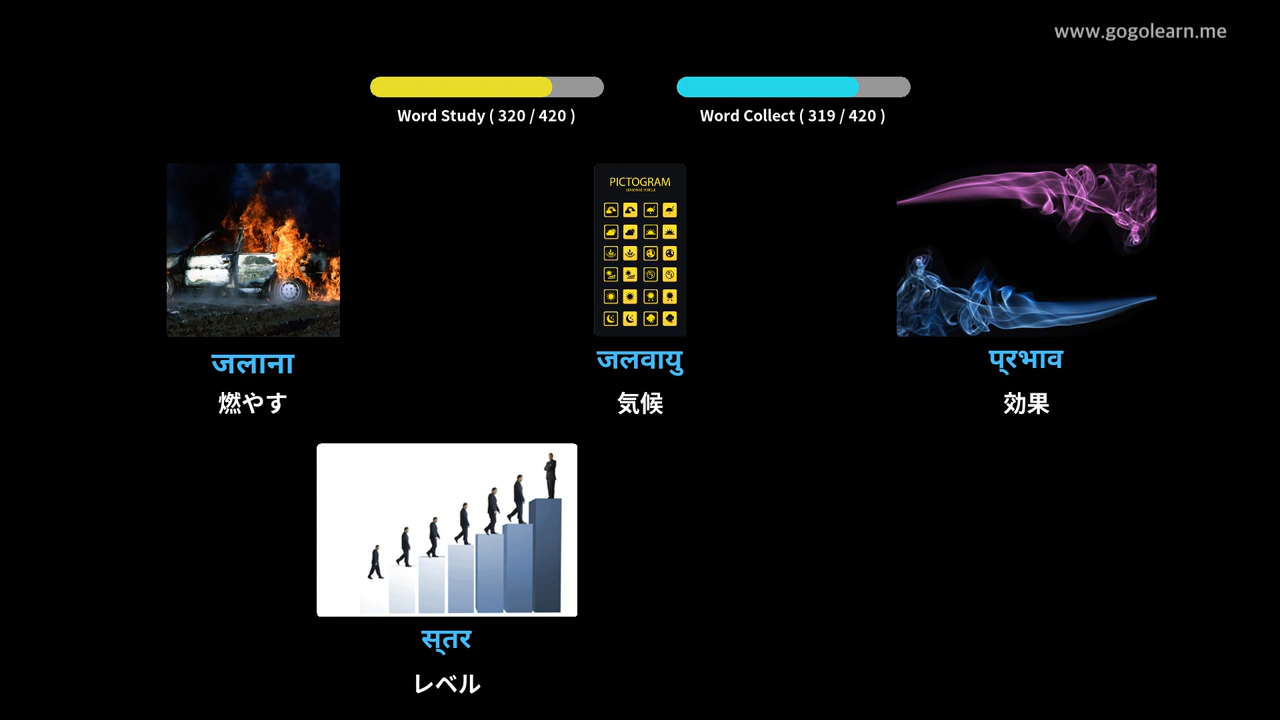 www.gogolearn.me
Word Study ( 320 / 420 )
Word Collect ( 319 / 420 )
PICTOGRAM
जलाना
जलवायु
प्रभाव
燃やす
気候
効果
स्तर
レベル